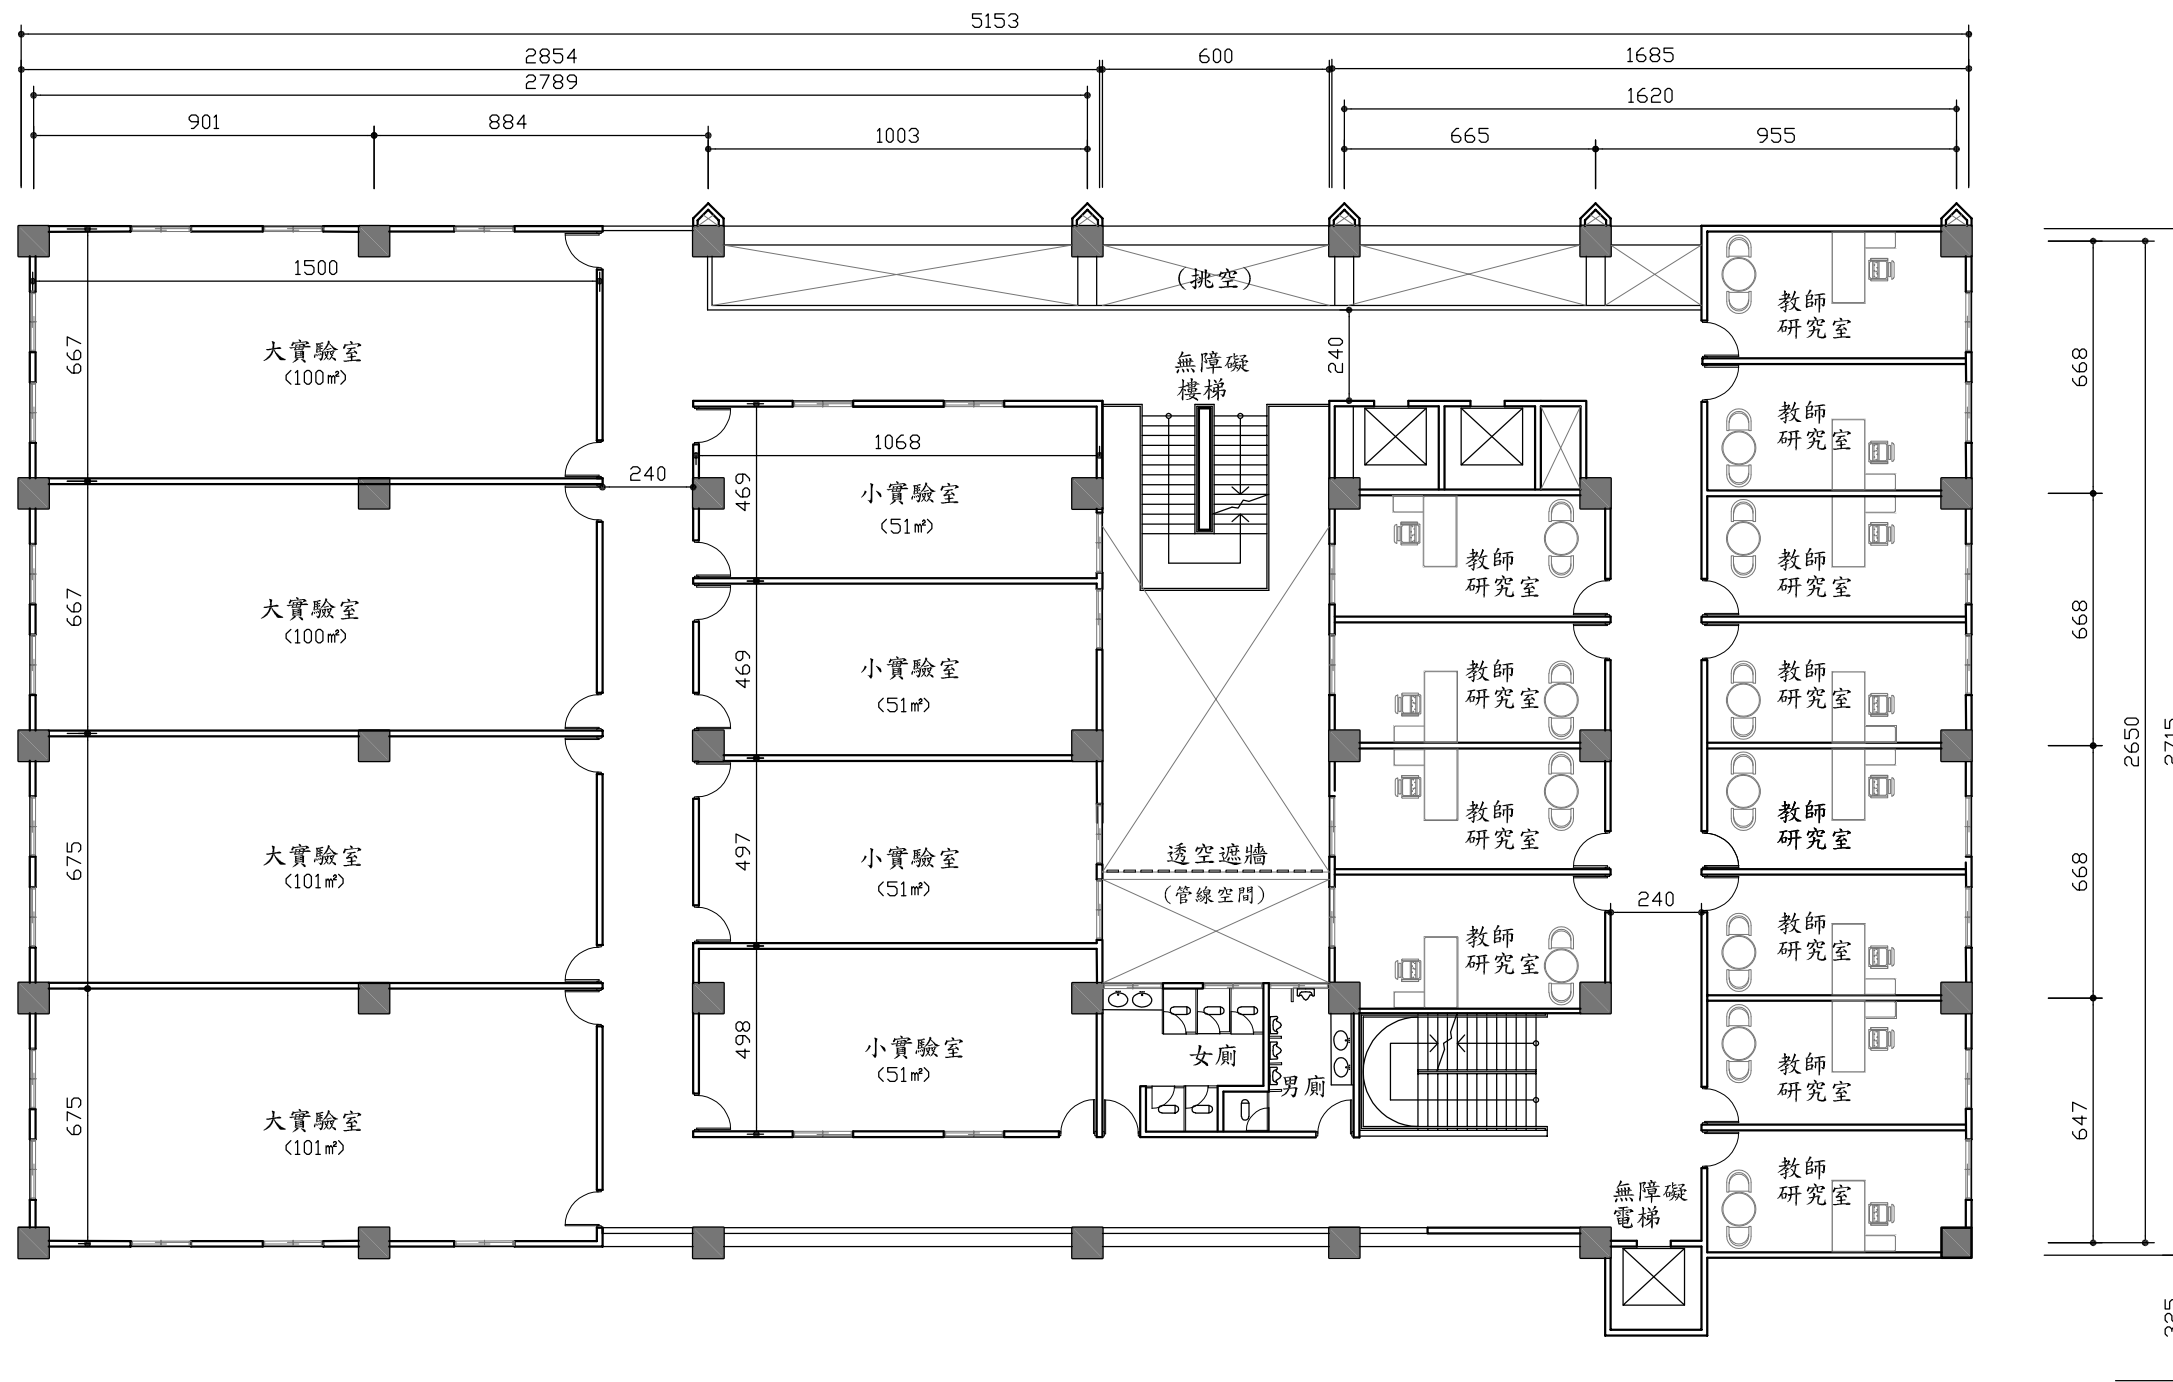 5153
2854
600
1685
2789
1620
901
884
1003
665
955
1500
667
大實驗室
(100㎡)
(挑空)
240
無障礙
樓梯
教師
研究室
668
教師
研究室
240
1068
469
小實驗室
(51㎡)
667
大實驗室
(100㎡)
469
小實驗室
(51㎡)
教師
研究室
教師
研究室
668
教師
研究室
教師
研究室
2650
2715
675
大實驗室
(101㎡)
497
小實驗室
(51㎡)
透空遮牆
(管線空間)
教師
研究室
教師
研究室
668
240
教師
研究室
教師
研究室
498
小實驗室
(51㎡)
女廁
男廁
教師
研究室
647
675
大實驗室
(101㎡)
無障礙
電梯
教師
研究室
325